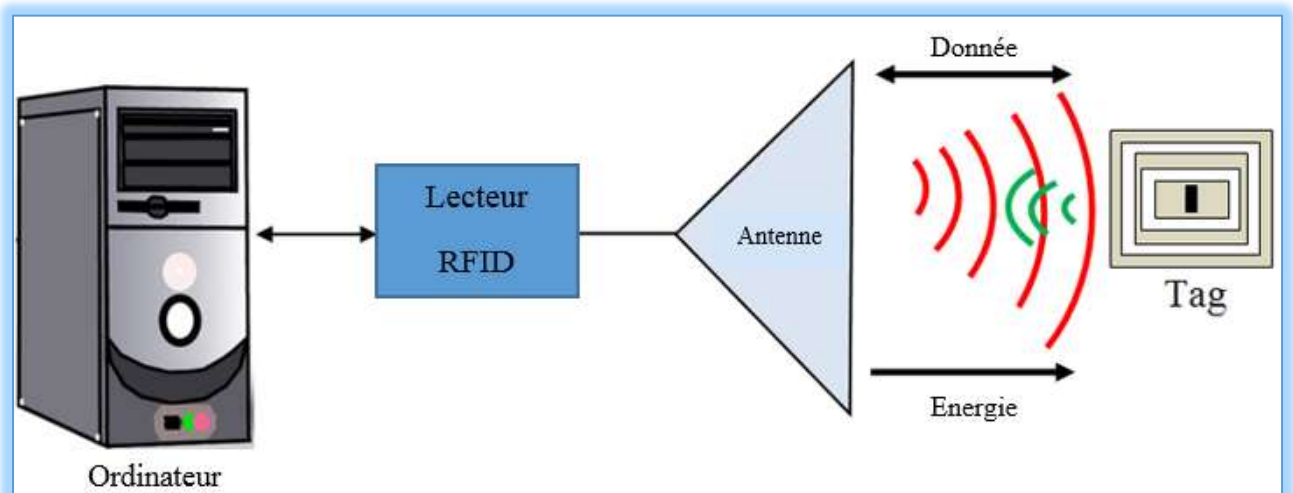 Donnée
Lecteur
RFID
Antenne
Tag
Energie
Ordinateur